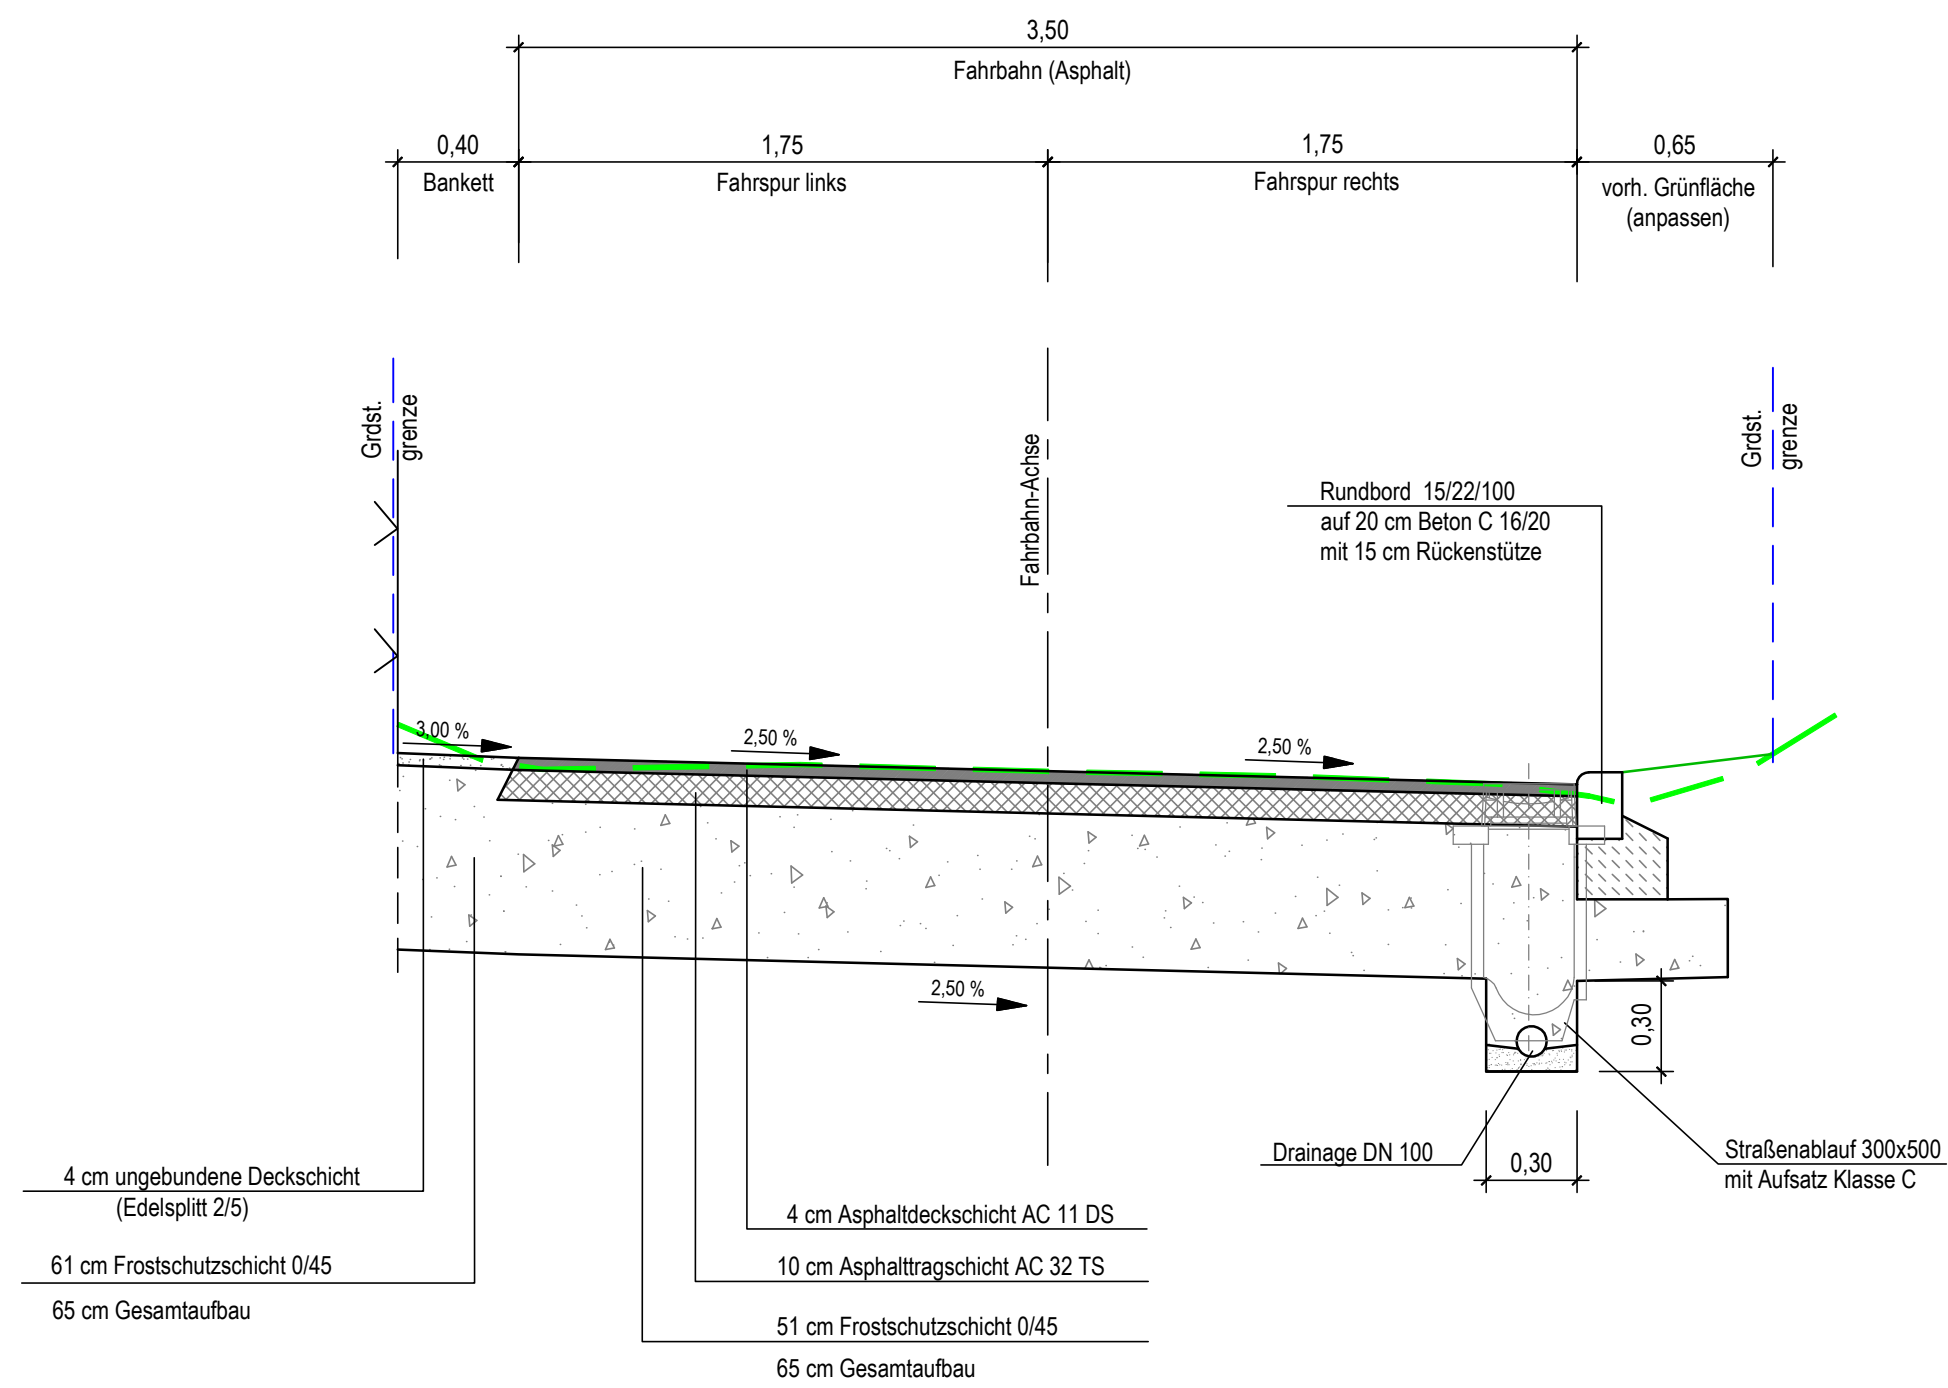 3,50
Fahrbahn (Asphalt)
0,40
1,75
1,75
0,65
Bankett
Fahrspur links
Fahrspur rechts
vorh. Grünfläche
(anpassen)
Grdst.
grenze
Fahrbahn-Achse
Grdst.
grenze
Rundbord 15/22/100
auf 20 cm Beton C 16/20
mit 15 cm Rückenstütze
3,00 %
2,50 %
2,50 %
2,50 %
0,30
Drainage DN 100
0,30
Straßenablauf 300x500
mit Aufsatz Klasse C
4 cm ungebundene Deckschicht
(Edelsplitt 2/5)
61 cm Frostschutzschicht 0/45
65 cm Gesamtaufbau
4 cm Asphaltdeckschicht AC 11 DS
10 cm Asphalttragschicht AC 32 TS
51 cm Frostschutzschicht 0/45
65 cm Gesamtaufbau